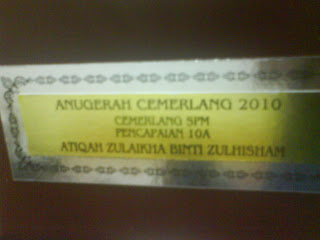 ANUGERAH CEMERLANG 2010
CEMERLANG SPM
PENCAPAIAN 10A
ATIQAH ZULAIKHA BINTI ZULHISHAM